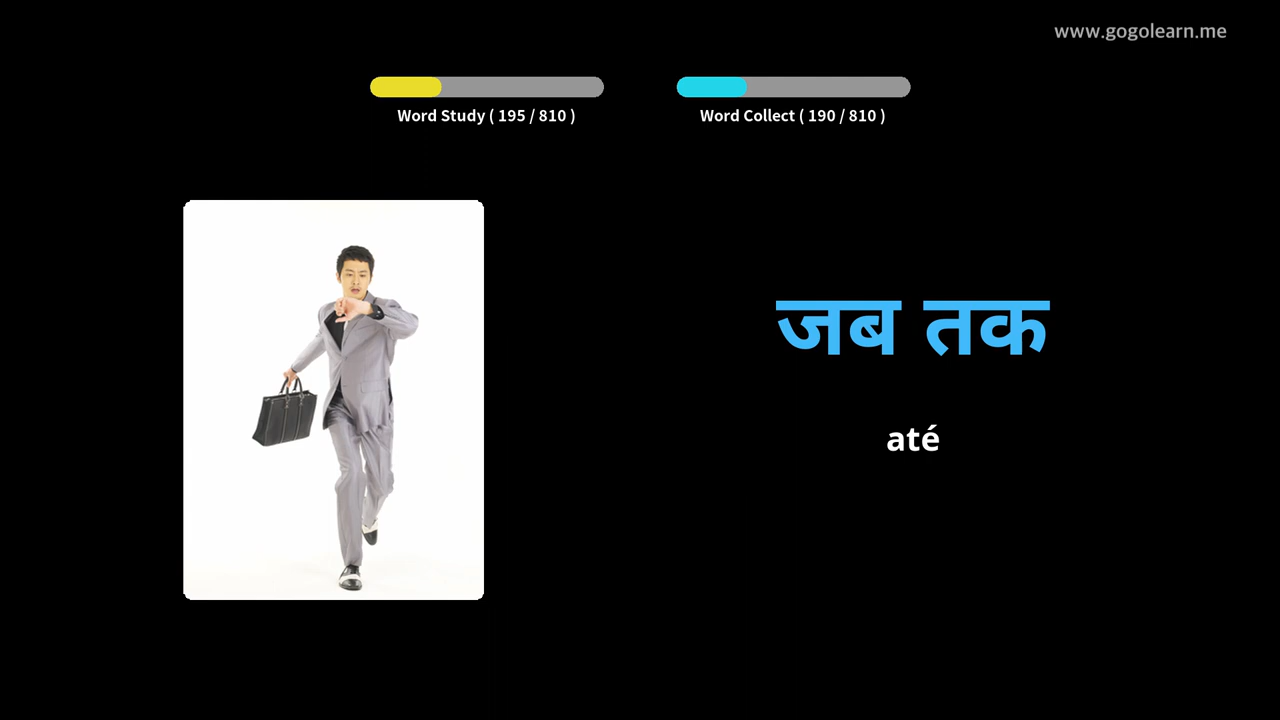 www.gogolearn.me
Word Study ( 195 / 810 )
Word Collect ( 190 / 810 )
जब तक
até